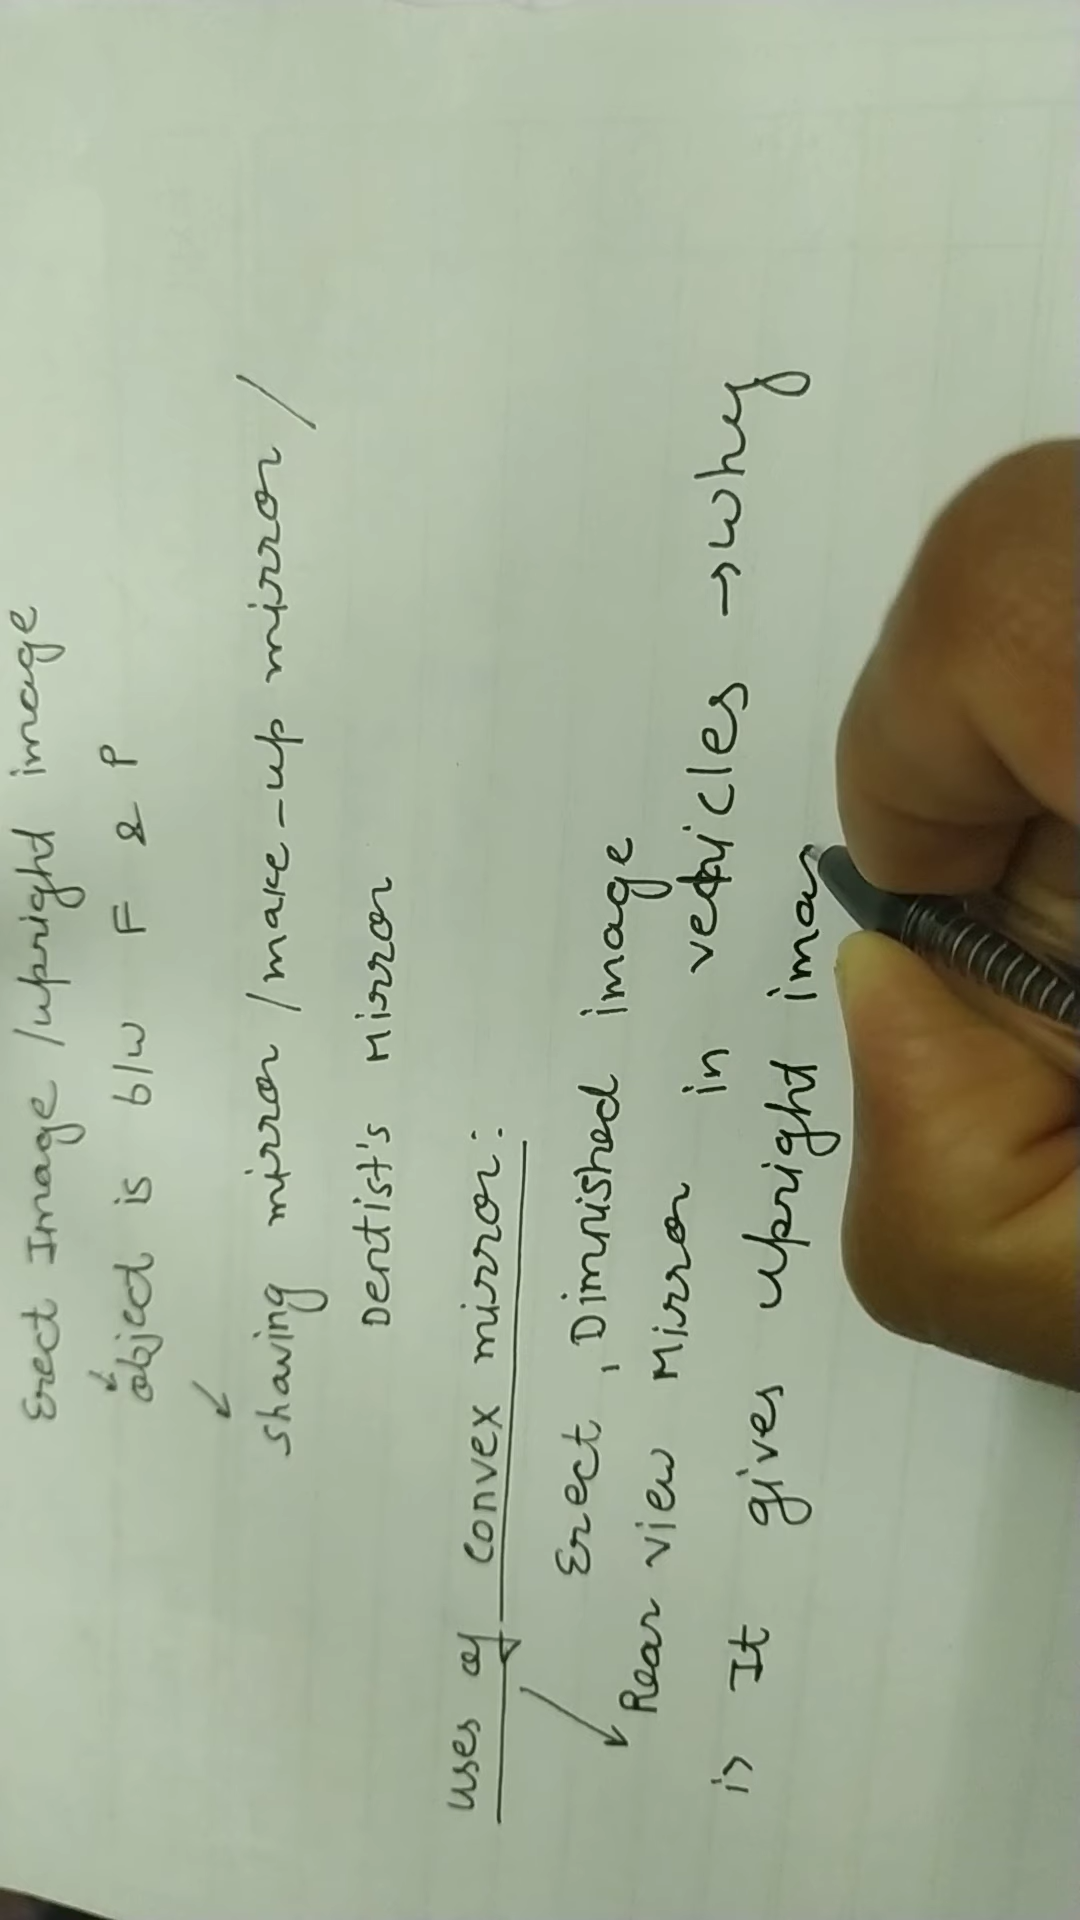 Erect Image /upright image
object is b/w F & P
shaving mirror /make-up mirror /
Dentist's Mirror
uses of convex mirror:
Erect, Diminished image
Rear view Mirror in vehicles → why
i) It gives upright ima